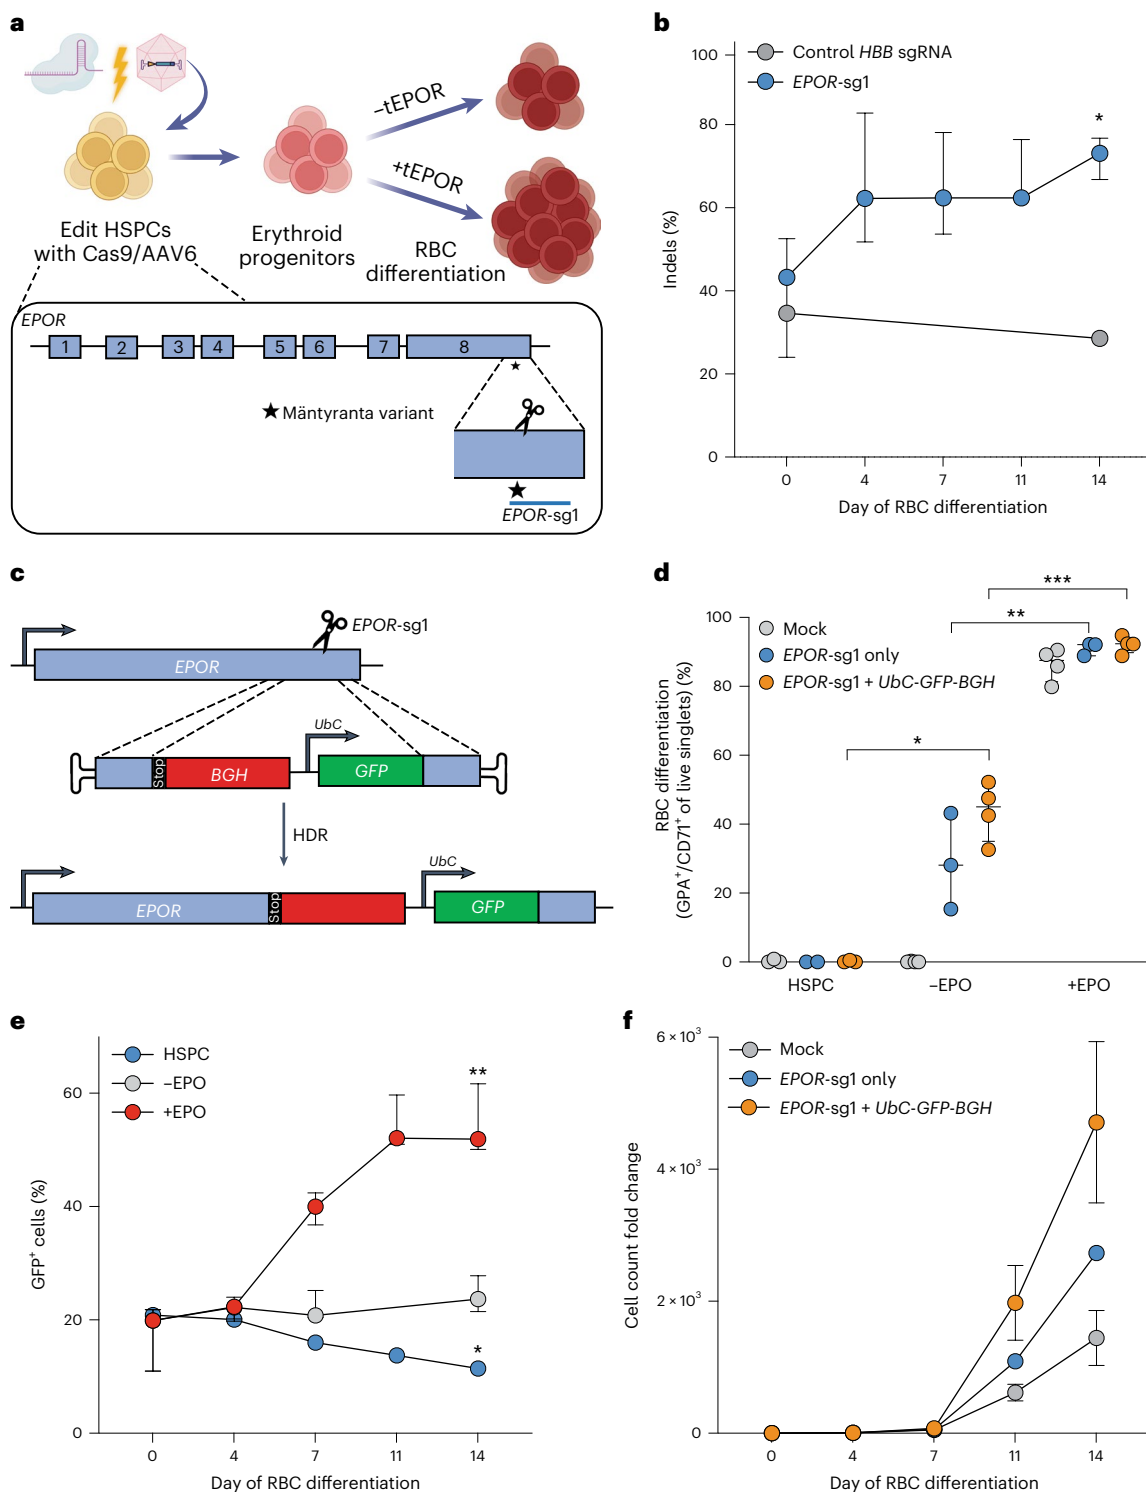 a
–tEPOR
+tEPOR
Edit HSPCs
with Cas9/AAV6
Erythroid
progenitors
RBC
differentiation
EPOR
1 2 3 4 5 6 7 8
★ Mäntyranta variant
EPOR-sg1
b
Control HBB sgRNA
EPOR-sg1
*
100
80
60
40
20
0
Indels (%)
0 4 7 11 14
Day of RBC differentiation
c
EPOR-sg1
EPOR
UbC
Stop
BGH
GFP
HDR
UbC
EPOR
Stop
GFP
d
Mock
EPOR-sg1 only
EPOR-sg1 + UbC-GFP-BGH
***
**
*
100
80
60
40
20
0
RBC differentiation
(GPA⁺/CD71⁺ of live singlets) (%)
HSPC –EPO +EPO
e
HSPC
–EPO
+EPO
**
*
60
40
20
0
GFP⁺ cells (%)
0 4 7 11 14
Day of RBC differentiation
f
Mock
EPOR-sg1 only
EPOR-sg1 + UbC-GFP-BGH
6 × 10³
4 × 10³
2 × 10³
0
Cell count fold change
0 4 7 11 14
Day of RBC differentiation